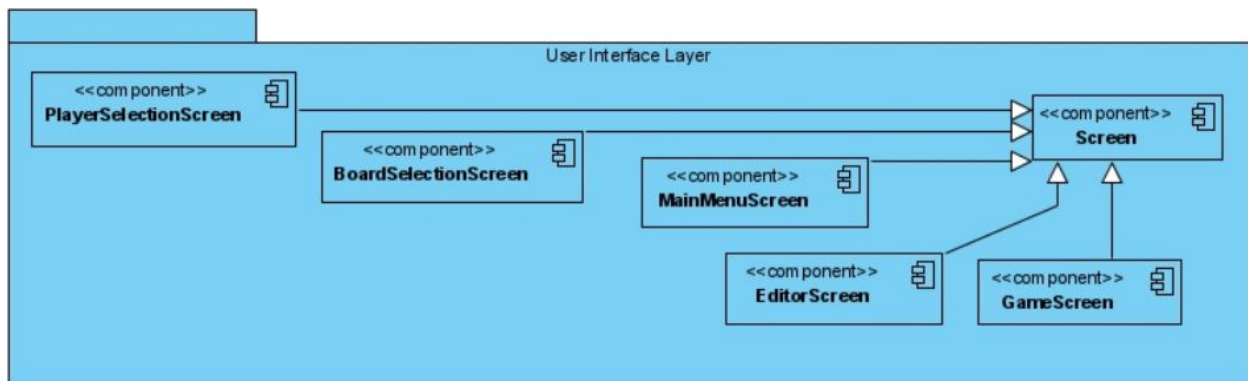 User Interface Layer
<<component>>
PlayerSelectionScreen
<<component>>
Screen
<<component>>
BoardSelectionScreen
<<component>>
MainMenuScreen
<<component>>
EditorScreen
<<component>>
GameScreen